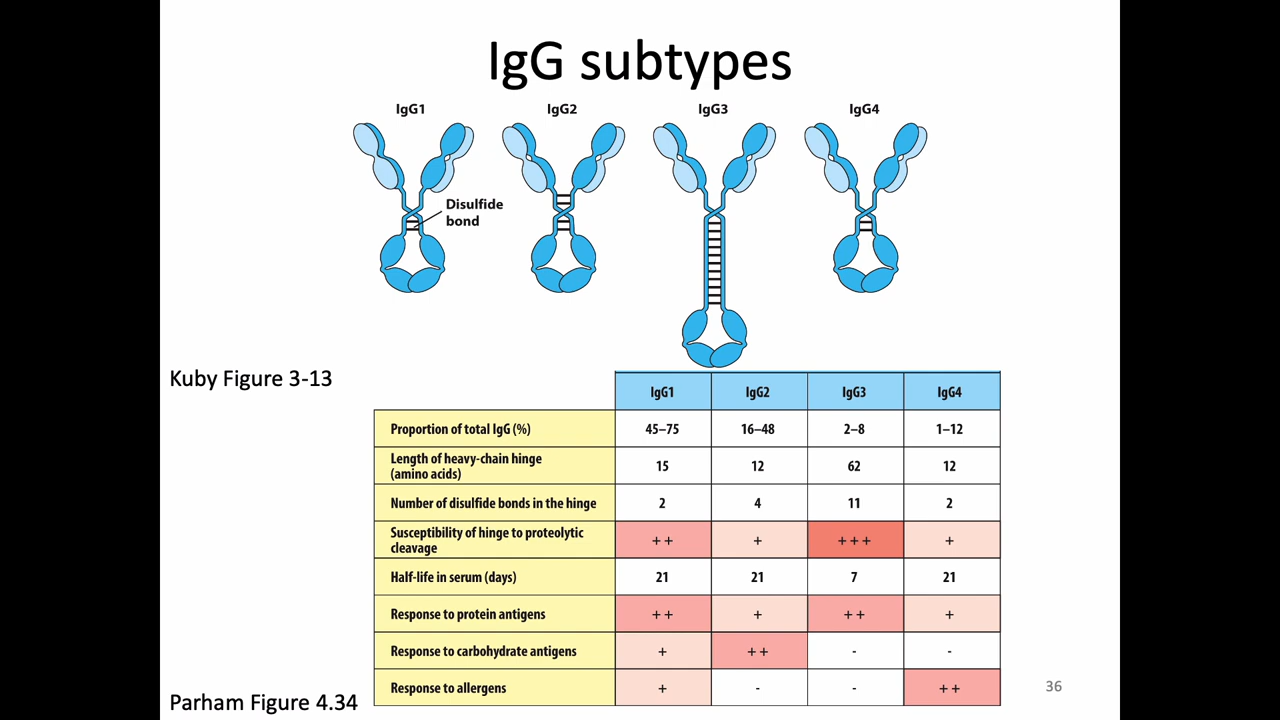 IgG subtypes
IgG1 IgG2 IgG3 IgG4
Disulfide
bond
Kuby Figure 3-13
IgG1 IgG2 IgG3 IgG4
Proportion of total IgG (%) 45–75 16–48 2–8 1–12
Length of heavy-chain hinge
(amino acids) 15 12 62 12
Number of disulfide bonds in the hinge 2 4 11 2
Susceptibility of hinge to proteolytic
cleavage + + + + + + +
Half-life in serum (days) 21 21 7 21
Response to protein antigens + + + + + +
Response to carbohydrate antigens + + + - -
Response to allergens + - - + +
36
Parham Figure 4.34